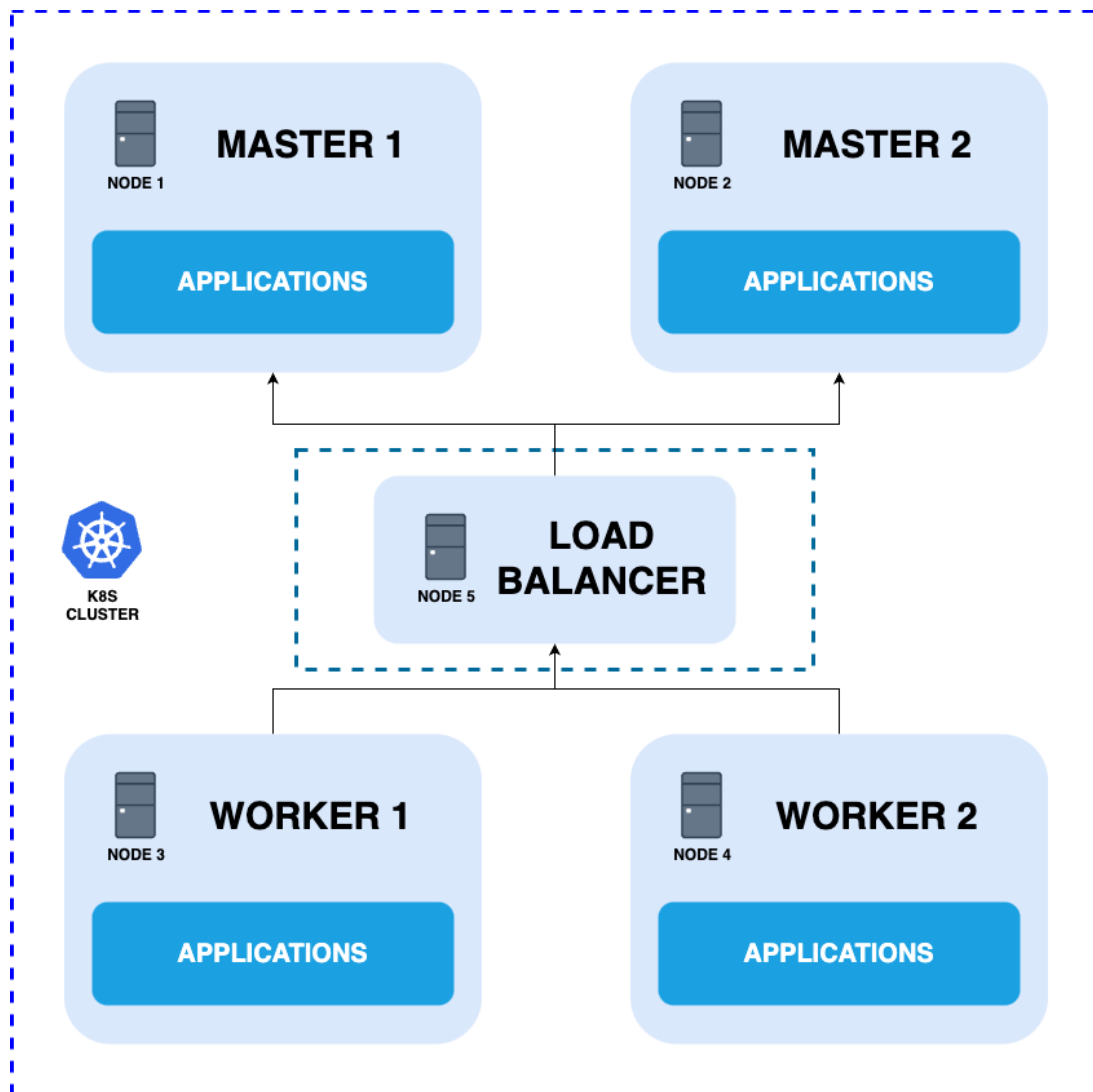 MASTER 1
NODE 1
APPLICATIONS
MASTER 2
NODE 2
APPLICATIONS
K8S
CLUSTER
LOAD
BALANCER
NODE 5
WORKER 1
NODE 3
APPLICATIONS
WORKER 2
NODE 4
APPLICATIONS